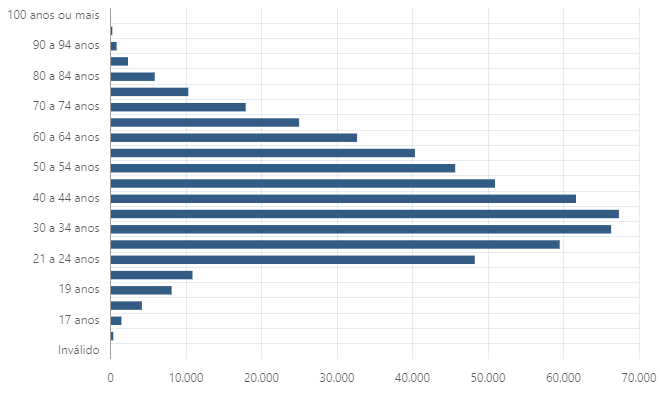 100 anos ou mais
90 a 94 anos
80 a 84 anos
70 a 74 anos
60 a 64 anos
50 a 54 anos
40 a 44 anos
30 a 34 anos
21 a 24 anos
19 anos
17 anos
Inválido
0 10.000 20.000 30.000 40.000 50.000 60.000 70.000